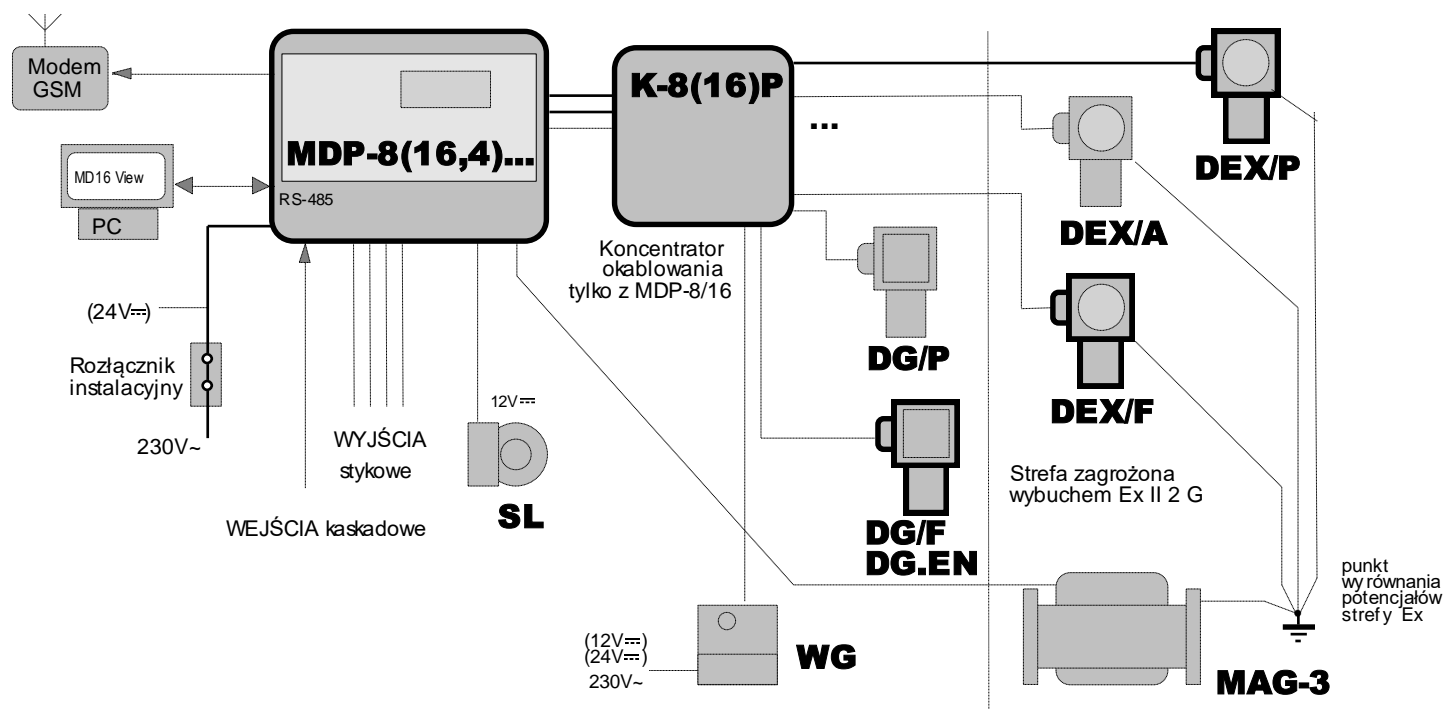 Modem
GSM
MDP-8(16,4)...
RS-485
MD16 View
PC
(24V⎓)
Rozłącznik
instalacyjny
230V~
WYJŚCIA
stykowe
WEJŚCIA kaskadowe
12V⎓
SL
K-8(16)P
...
Koncentrator
okablowania
tylko z MDP-8/16
DG/P
DG/F
DG.EN
(12V⎓)
(24V⎓)
230V~
WG
DEX/P
DEX/A
DEX/F
Strefa zagrożona
wybuchem Ex II 2 G
punkt
wyrównania
potencjałów
strefy Ex
MAG-3